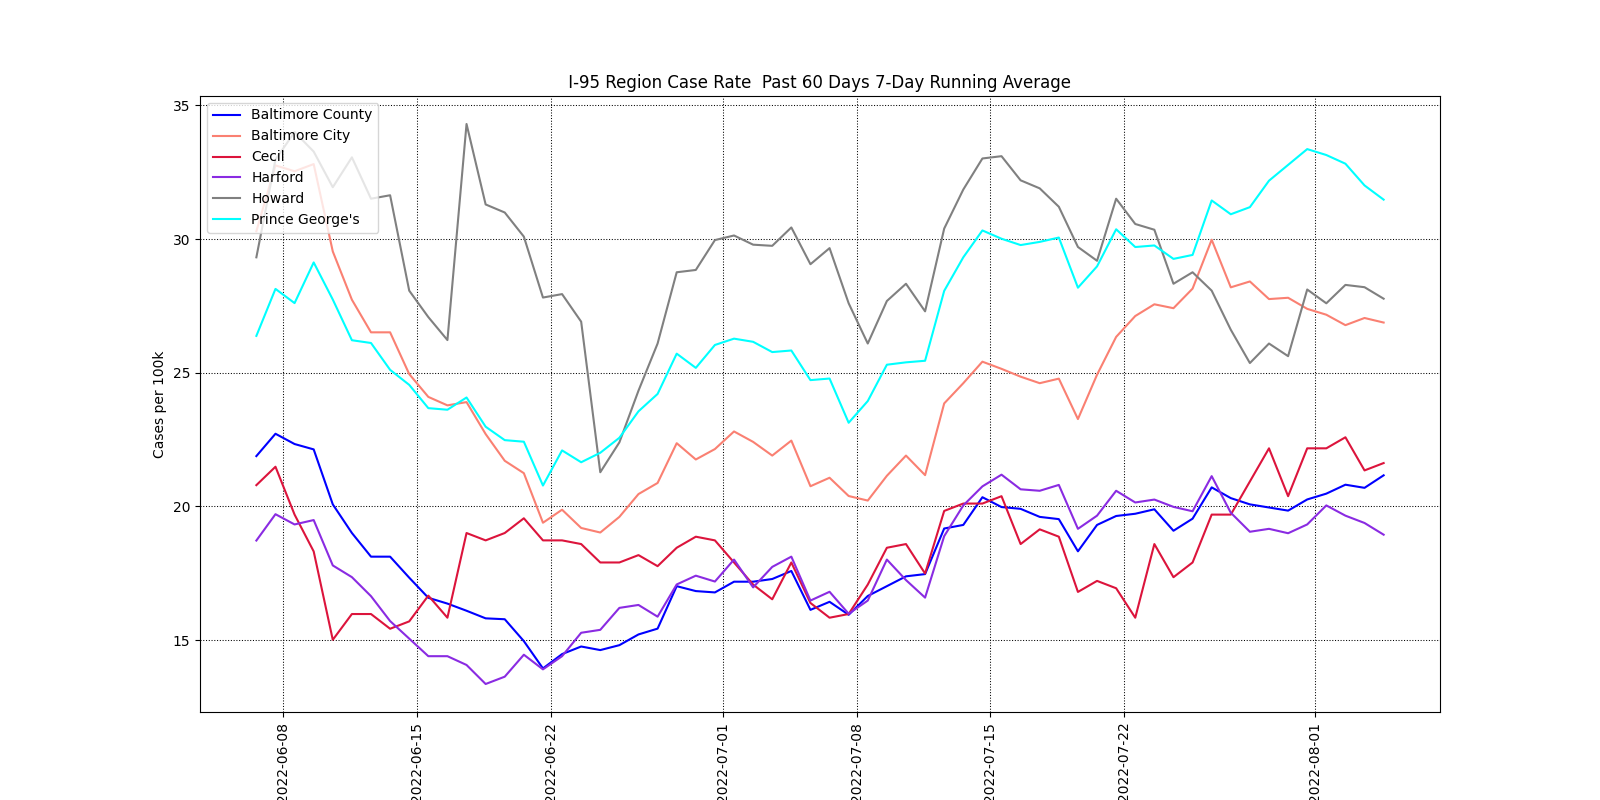 I-95 Region Case Rate  Past 60 Days 7-Day Running Average
35
30
25
20
15
Cases per 100k
Baltimore County
Baltimore City
Cecil
Harford
Howard
Prince George's
2022-06-08
2022-06-15
2022-06-22
2022-07-01
2022-07-08
2022-07-15
2022-07-22
2022-08-01